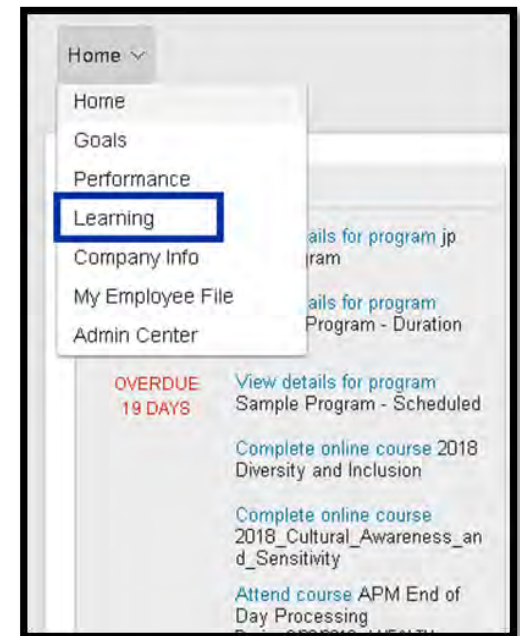 Home
Home
Goals
Performance
Learning
Company Info
My Employee File
Admin Center
ails for program jp
ram
ails for program
Program - Duration
OVERDUE
19 DAYS
View details for program
Sample Program - Scheduled
Complete online course 2018
Diversity and Inclusion
Complete online course
2018_Cultural_Awareness_an
d_Sensitivity
Attend course APM End of
Day Processing